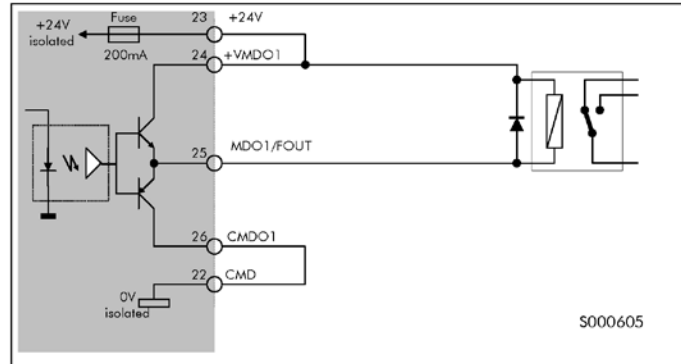 Fuse
23 +24V
+24V
isolated
200mA
24 +VMDO1
25 MDO1/FOUT
26 CMDO1
22 CMD
0V
isolated
S000605